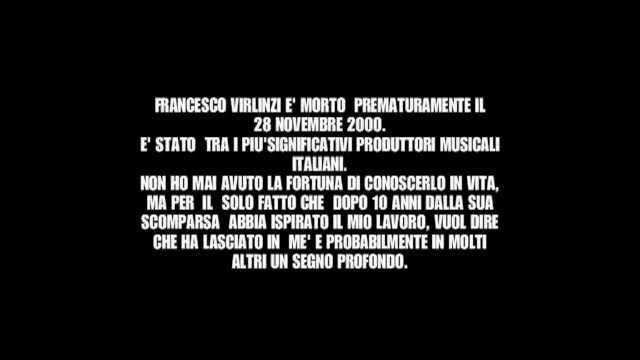 FRANCESCO VIRLINZI E' MORTO PREMATURAMENTE IL
28 NOVEMBRE 2000.
E' STATO TRA I PIU'SIGNIFICATIVI PRODUTTORI MUSICALI
ITALIANI.
NON HO MAI AVUTO LA FORTUNA DI CONOSCERLO IN VITA,
MA PER IL SOLO FATTO CHE DOPO 10 ANNI DALLA SUA
SCOMPARSA ABBIA ISPIRATO IL MIO LAVORO, VUOL DIRE
CHE HA LASCIATO IN ME' E PROBABILMENTE IN MOLTI
ALTRI UN SEGNO PROFONDO.